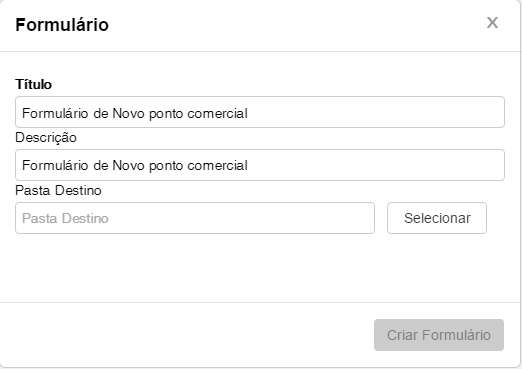 Formulário
X
Título
Formulário de Novo ponto comercial
Descrição
Formulário de Novo ponto comercial
Pasta Destino
Pasta Destino
Selecionar
Criar Formulário